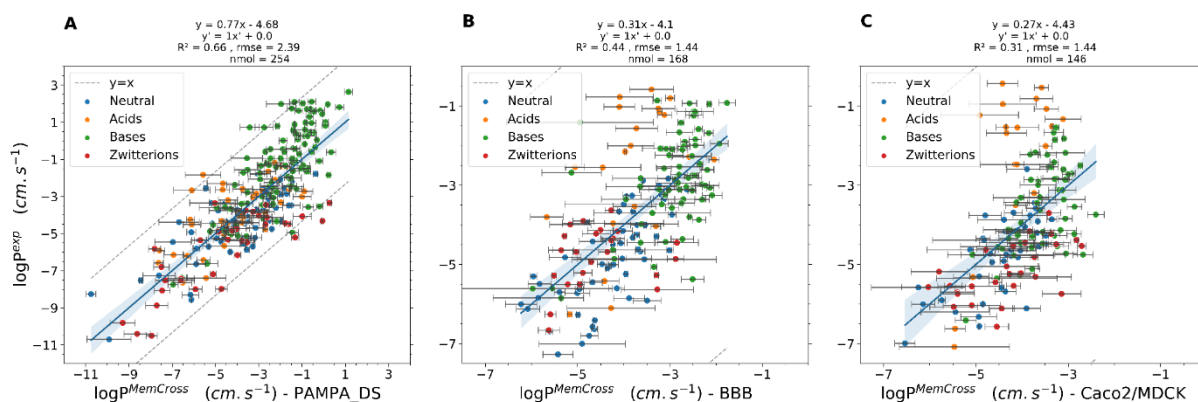 A
y = 0.77x - 4.68
y' = 1x' + 0.0
R² = 0.66 , rmse = 2.39
nmol = 254
y=x
Neutral
Acids
Bases
Zwitterions
3
1
−1
−3
−5
−7
−9
−11
logP^exp (cm. s⁻¹)
−11 −9 −7 −5 −3 −1 1 3
logP^MemCross (cm. s⁻¹) - PAMPA_DS
B
y = 0.31x - 4.1
y' = 1x' + 0.0
R² = 0.44 , rmse = 1.44
nmol = 168
y=x
Neutral
Acids
Bases
Zwitterions
−1
−3
−5
−7
−7 −5 −3 −1
logP^MemCross (cm. s⁻¹) - BBB
C
y = 0.27x - 4.43
y' = 1x' + 0.0
R² = 0.31 , rmse = 1.44
nmol = 146
y=x
Neutral
Acids
Bases
Zwitterions
−1
−3
−5
−7
−7 −5 −3 −1
logP^MemCross (cm. s⁻¹) - Caco2/MDCK